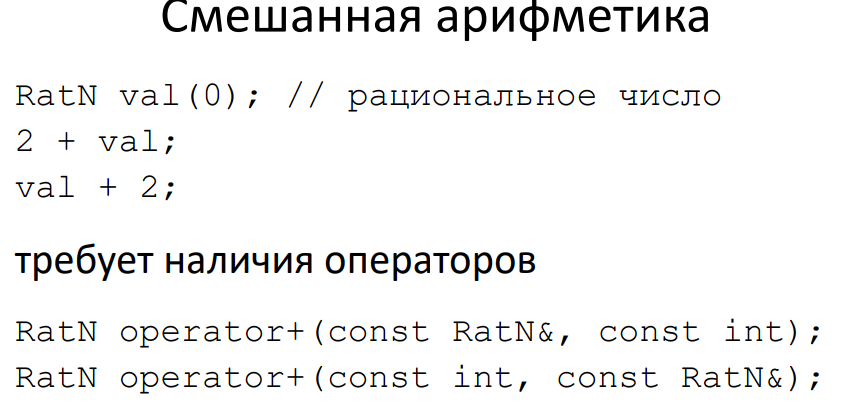 Смешанная арифметика
RatN val(0); // рациональное число
2 + val;
val + 2;
требует наличия операторов
RatN operator+(const RatN&, const int);
RatN operator+(const int, const RatN&);